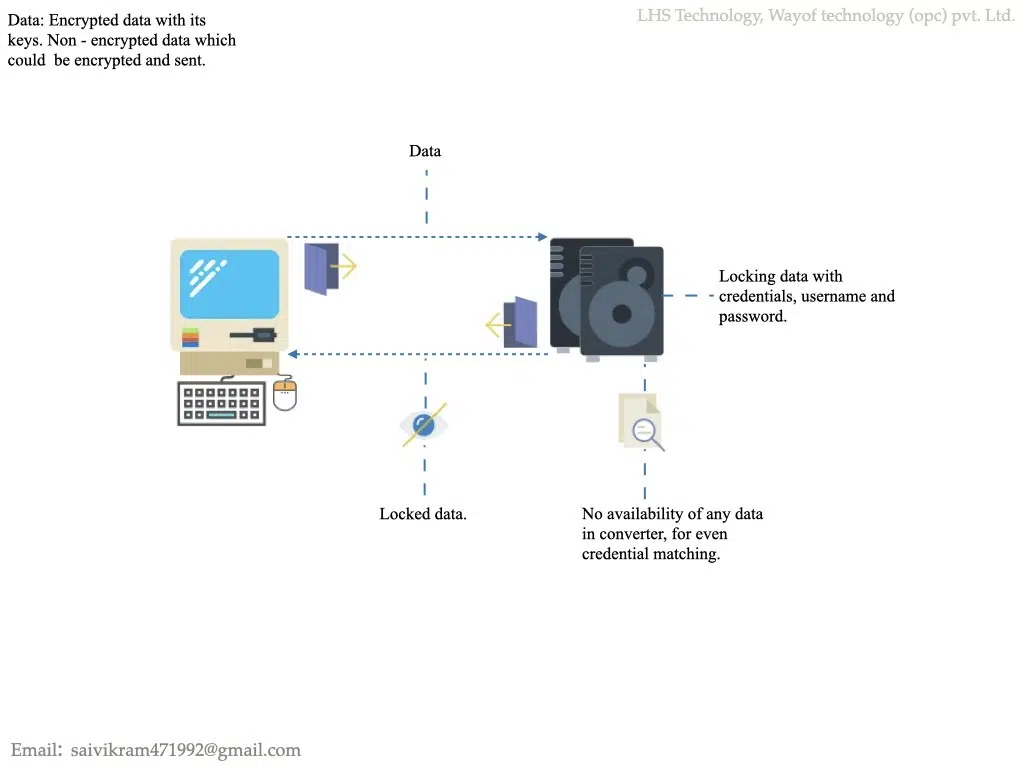 Data: Encrypted data with its
keys. Non - encrypted data which
could  be encrypted and sent.
LHS Technology, Wayof technology (opc) pvt. Ltd.
Data
Locking data with
credentials, username and
password.
Locked data.
No availability of any data
in converter, for even
credential matching.
Email:  saivikram471992@gmail.com